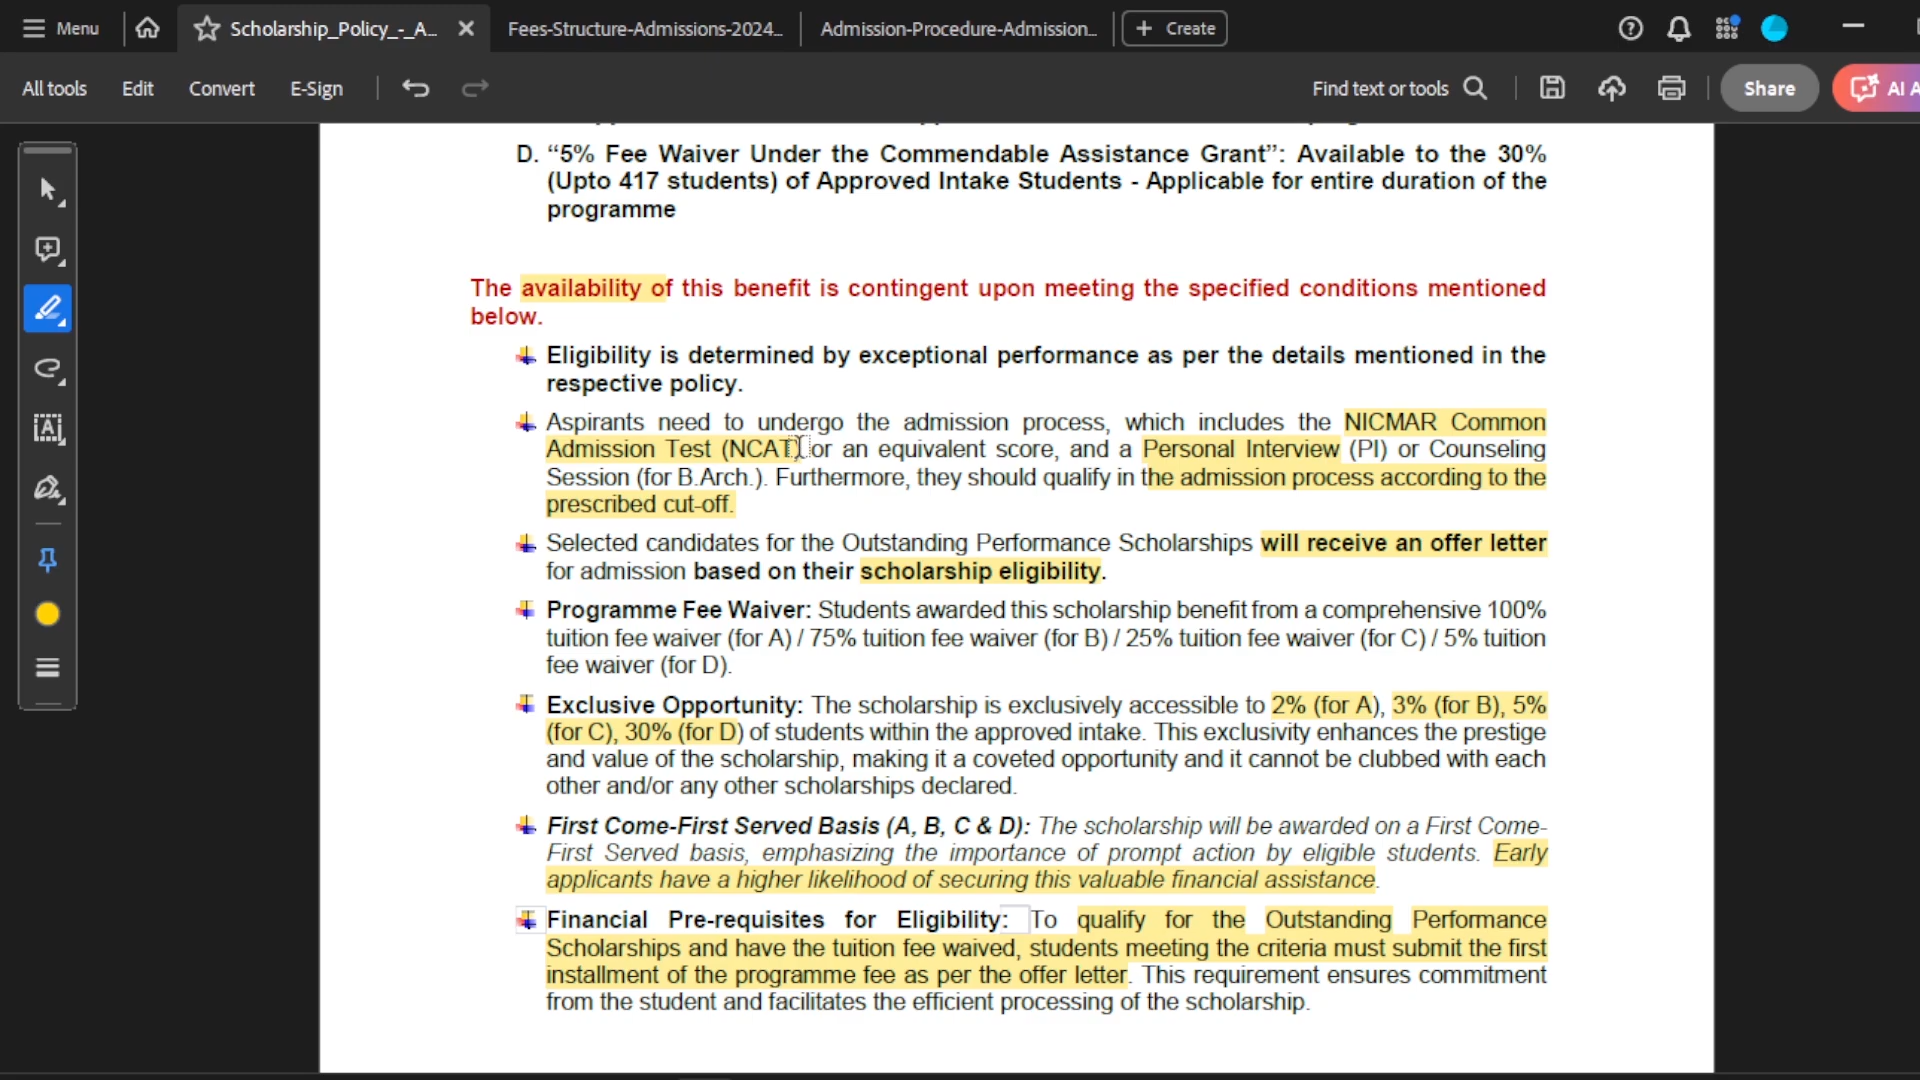 Menu
Scholarship_Policy_-_A...
Fees-Structure-Admissions-2024...
Admission-Procedure-Admission...
Create
All tools
Edit
Convert
E-Sign
Find text or tools
Share
AI A
D. “5% Fee Waiver Under the Commendable Assistance Grant”: Available to the 30%
(Upto 417 students) of Approved Intake Students - Applicable for entire duration of the
programme
The availability of this benefit is contingent upon meeting the specified conditions mentioned
below.
Eligibility is determined by exceptional performance as per the details mentioned in the
respective policy.
Aspirants need to undergo the admission process, which includes the NICMAR Common
Admission Test (NCAT) or an equivalent score, and a Personal Interview (PI) or Counseling
Session (for B.Arch.). Furthermore, they should qualify in the admission process according to the
prescribed cut-off.
Selected candidates for the Outstanding Performance Scholarships will receive an offer letter
for admission based on their scholarship eligibility.
Programme Fee Waiver: Students awarded this scholarship benefit from a comprehensive 100%
tuition fee waiver (for A) / 75% tuition fee waiver (for B) / 25% tuition fee waiver (for C) / 5% tuition
fee waiver (for D).
Exclusive Opportunity: The scholarship is exclusively accessible to 2% (for A), 3% (for B), 5%
(for C), 30% (for D) of students within the approved intake. This exclusivity enhances the prestige
and value of the scholarship, making it a coveted opportunity and it cannot be clubbed with each
other and/or any other scholarships declared.
First Come-First Served Basis (A, B, C & D): The scholarship will be awarded on a First Come-
First Served basis, emphasizing the importance of prompt action by eligible students. Early
applicants have a higher likelihood of securing this valuable financial assistance.
Financial Pre-requisites for Eligibility: To qualify for the Outstanding Performance
Scholarships and have the tuition fee waived, students meeting the criteria must submit the first
installment of the programme fee as per the offer letter. This requirement ensures commitment
from the student and facilitates the efficient processing of the scholarship.